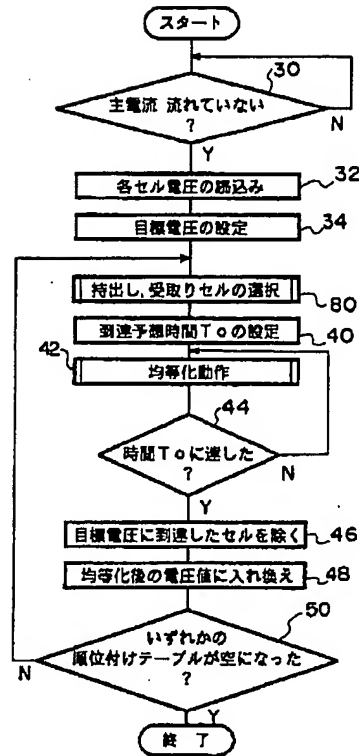 スタート
30
主電流 流れていない
?
N
Y
32
各セル電圧の読込み
34
目標電圧の設定
持出し,受取りセルの選択
80
到達予想時間Toの設定
40
42
均等化動作
44
時間Toに達した
?
N
Y
目標電圧に到達したセルを除く
46
均等化後の電圧値に入れ換え
48
50
いずれかの
順位付けテーブルが空になった
?
N
Y
終 了